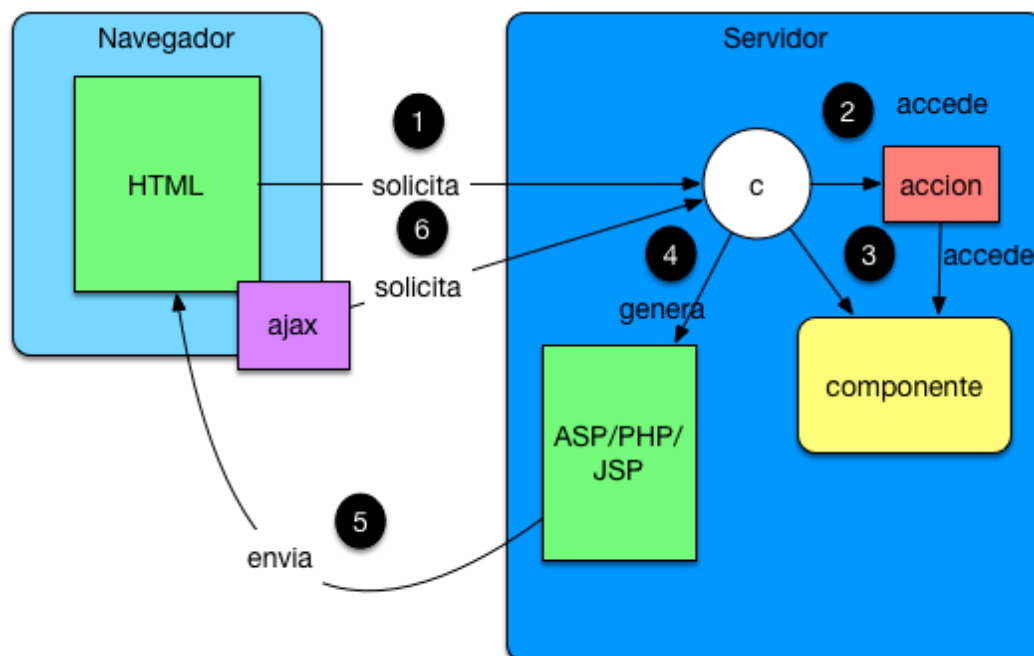 Navegador
Servidor
1
2
accede
HTML
solicita
c
accion
6
4
3
accede
solicita
genera
ajax
componente
ASP/PHP/
JSP
5
envia